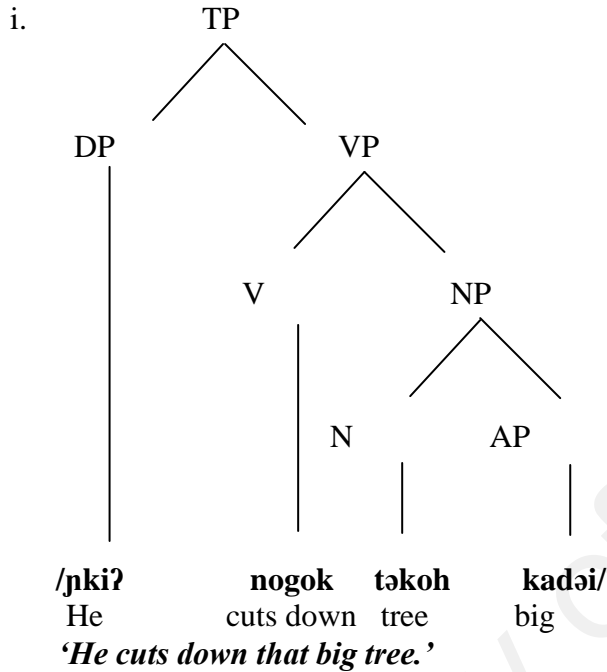 i. TP
DP VP
V NP
N AP
/ɲkiʔ nogok təkoh kadəi/
He cuts down tree big
‘He cuts down that big tree.’